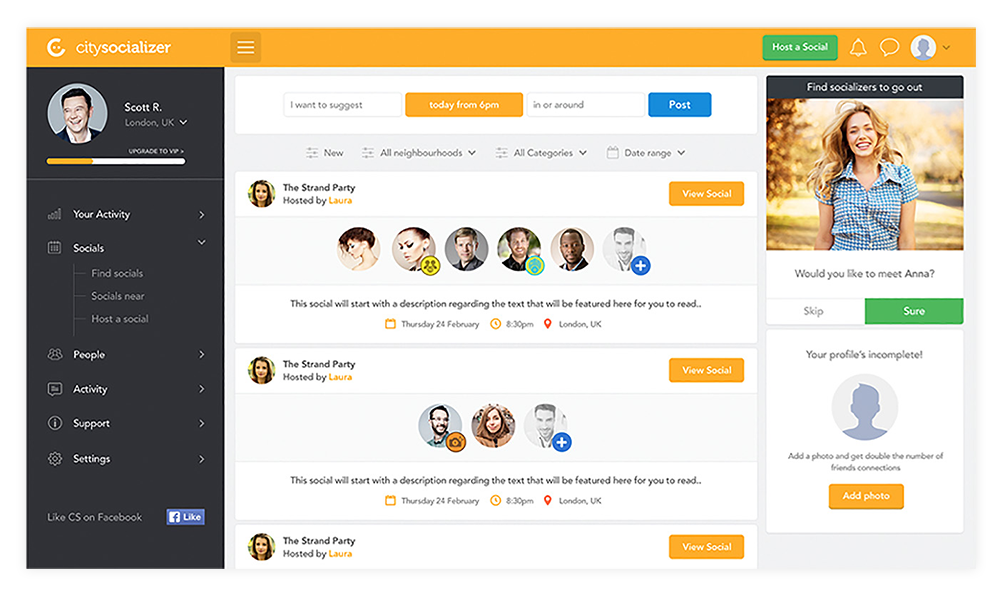 citysocializer
Host a Social
Scott R.
London, UK
UPGRADE TO VIP >
Your Activity
Socials
Find socials
Socials near
Host a social
People
Activity
Support
Settings
Like CS on Facebook
f Like
I want to suggest
today from 6pm
in or around
Post
New
All neighbourhoods
All Categories
Date range
The Strand Party
Hosted by Laura
View Social
This social will start with a description regarding the text that will be featured here for you to read..
Thursday 24 February
8:30pm
London, UK
The Strand Party
Hosted by Laura
View Social
This social will start with a description regarding the text that will be featured here for you to read..
Thursday 24 February
8:30pm
London, UK
The Strand Party
Hosted by Laura
View Social
Find socializers to go out
Would you like to meet Anna?
Skip
Sure
Your profile's incomplete!
Add a photo and get double the number of
friends connections
Add photo